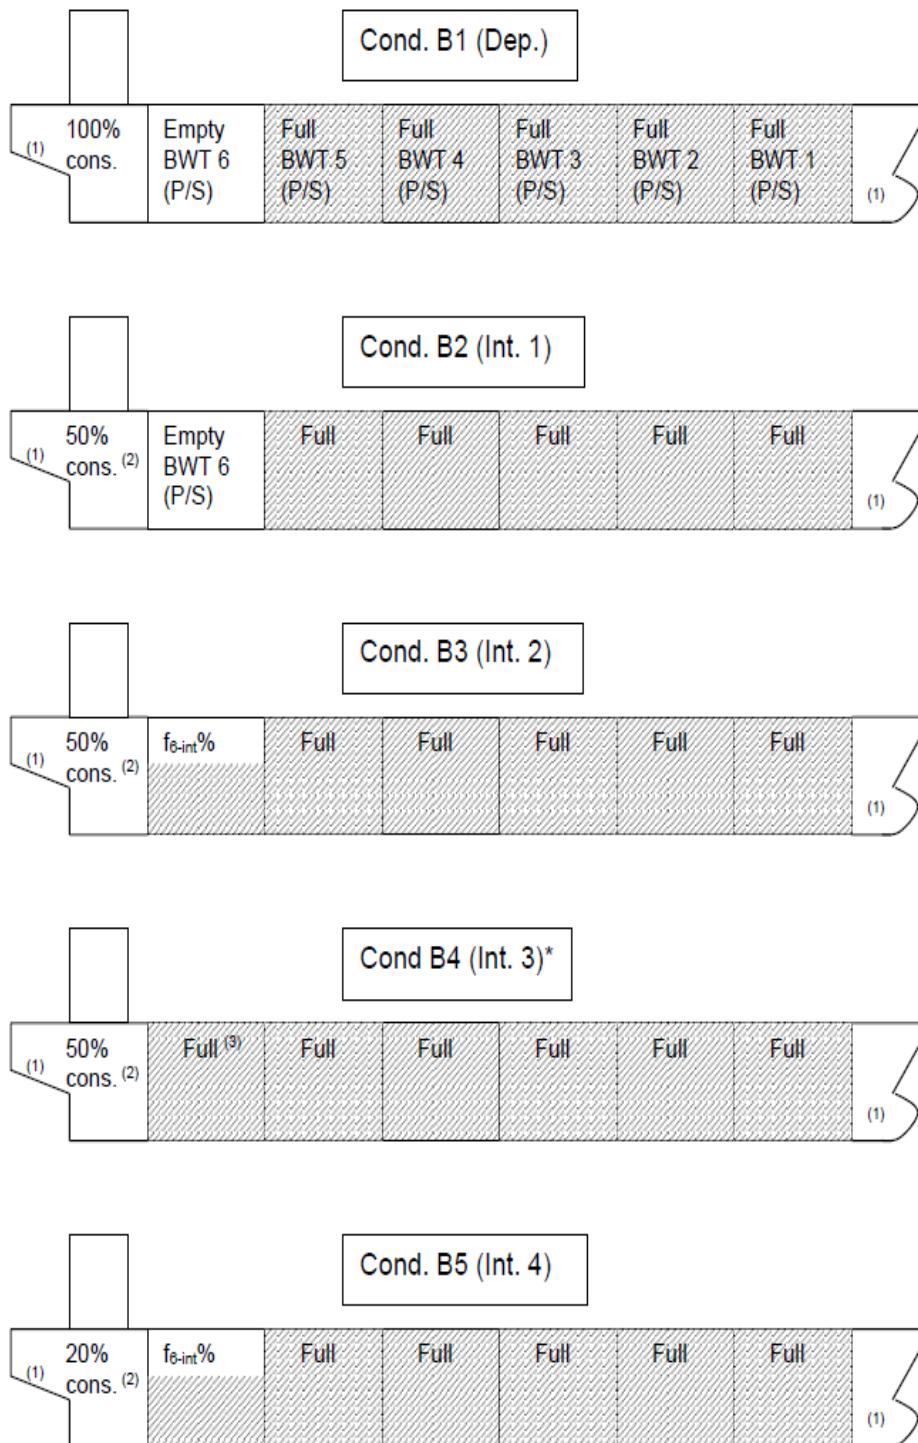 Cond. B1 (Dep.)
(1) 100% cons. Empty BWT 6 (P/S) Full BWT 5 (P/S) Full BWT 4 (P/S) Full BWT 3 (P/S) Full BWT 2 (P/S) Full BWT 1 (P/S) (1)
Cond. B2 (Int. 1)
(1) 50% cons. (2) Empty BWT 6 (P/S) Full Full Full Full Full (1)
Cond. B3 (Int. 2)
(1) 50% cons. (2) f6-int% Full Full Full Full Full (1)
Cond B4 (Int. 3)*
(1) 50% cons. (2) Full (3) Full Full Full Full Full (1)
Cond. B5 (Int. 4)
(1) 20% cons. (2) f6-int% Full Full Full Full Full (1)